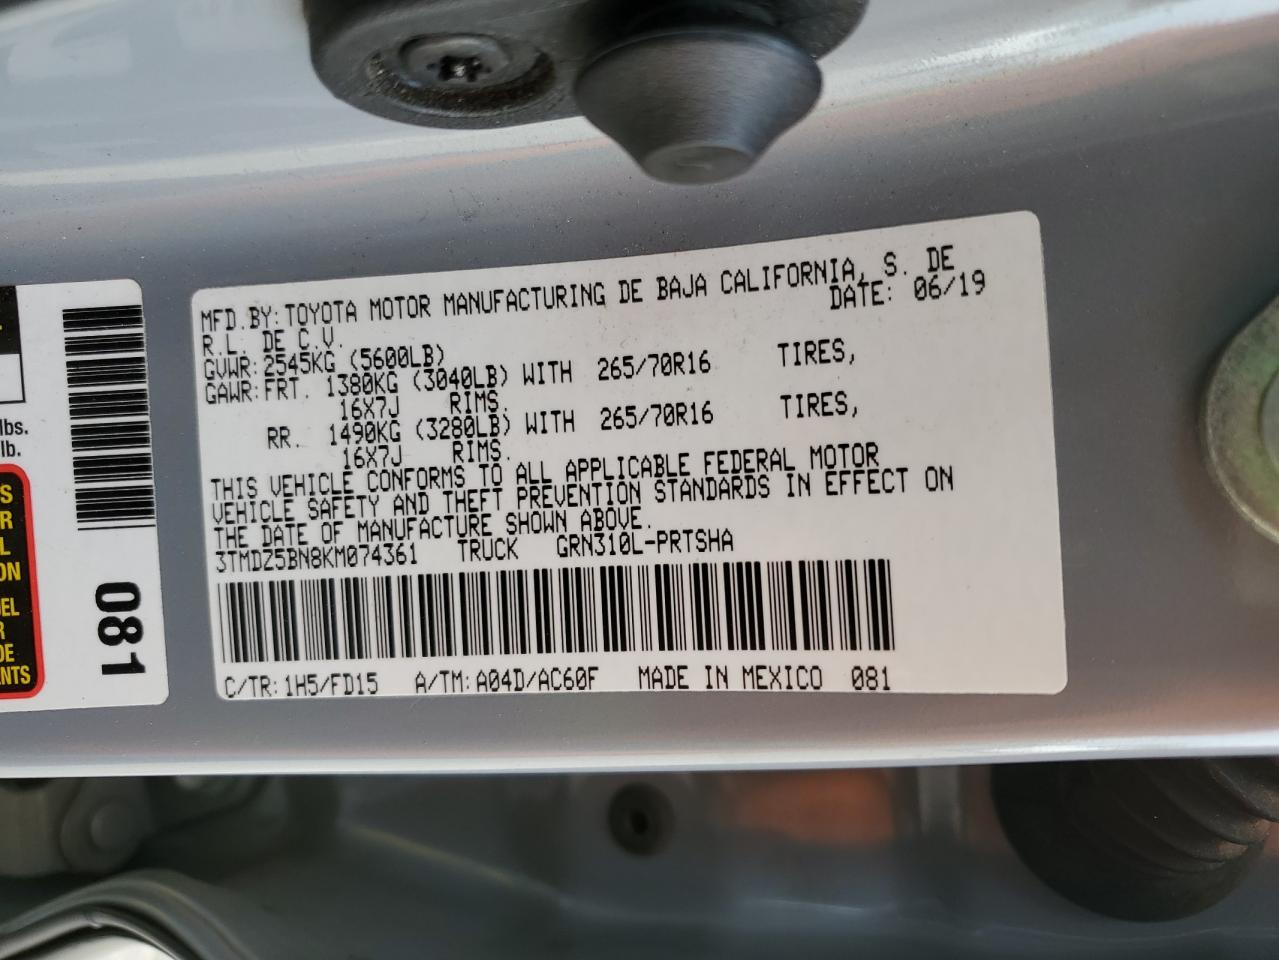 MFD.BY: TOYOTA MOTOR MANUFACTURING DE BAJA CALIFORNIA, S. DE
R.L. DE C.V. DATE: 06/19
GVWR: 2545KG (5600LB)
GAWR: FRT. 1380KG (3040LB) WITH 265/70R16 TIRES,
16X7J RIMS.
RR. 1490KG (3280LB) WITH 265/70R16 TIRES,
16X7J RIMS.
THIS VEHICLE CONFORMS TO ALL APPLICABLE FEDERAL MOTOR
VEHICLE SAFETY AND THEFT PREVENTION STANDARDS IN EFFECT ON
THE DATE OF MANUFACTURE SHOWN ABOVE.
3TMDZ5BN8KM074361 TRUCK GRN310L-PRTSHA
C/TR: 1H5/FD15 A/TM: A04D/AC60F MADE IN MEXICO 081
lbs.
lb.
081